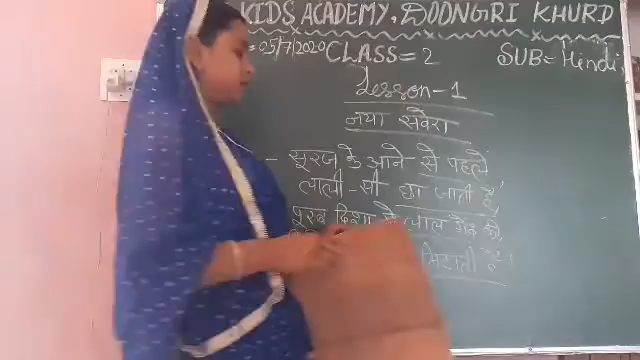 KIDS ACADEMY, DOONGRI KHURD
= 05/7/2020 CLASS = 2 SUB = Hindi
Lesson - 1
नया सवेरा
- सूरज के आने से पहले
लाली - सी छा जाती है,
पूरब दिशा में लाल गेंद की,